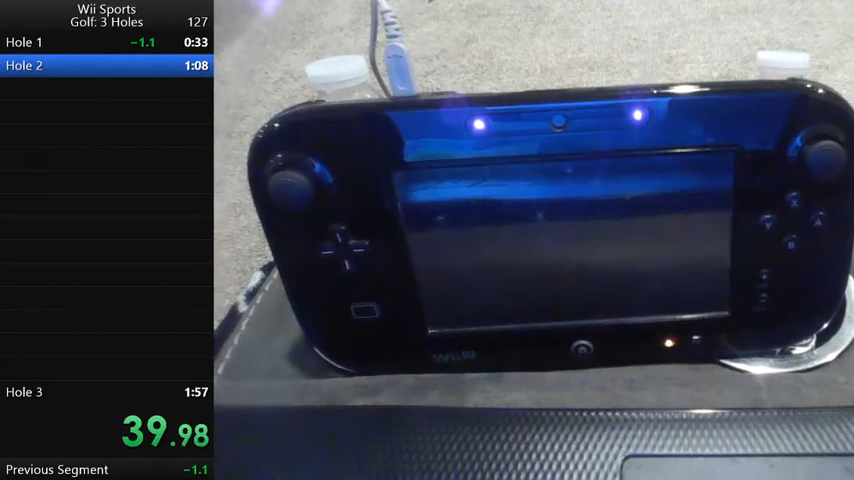 Wii Sports
Golf: 3 Holes 127
Hole 1 -1.1 0:33
Hole 2 1:08
Hole 3 1:57
39.98
Previous Segment -1.1
Wii
Wii U
X
Y A
B